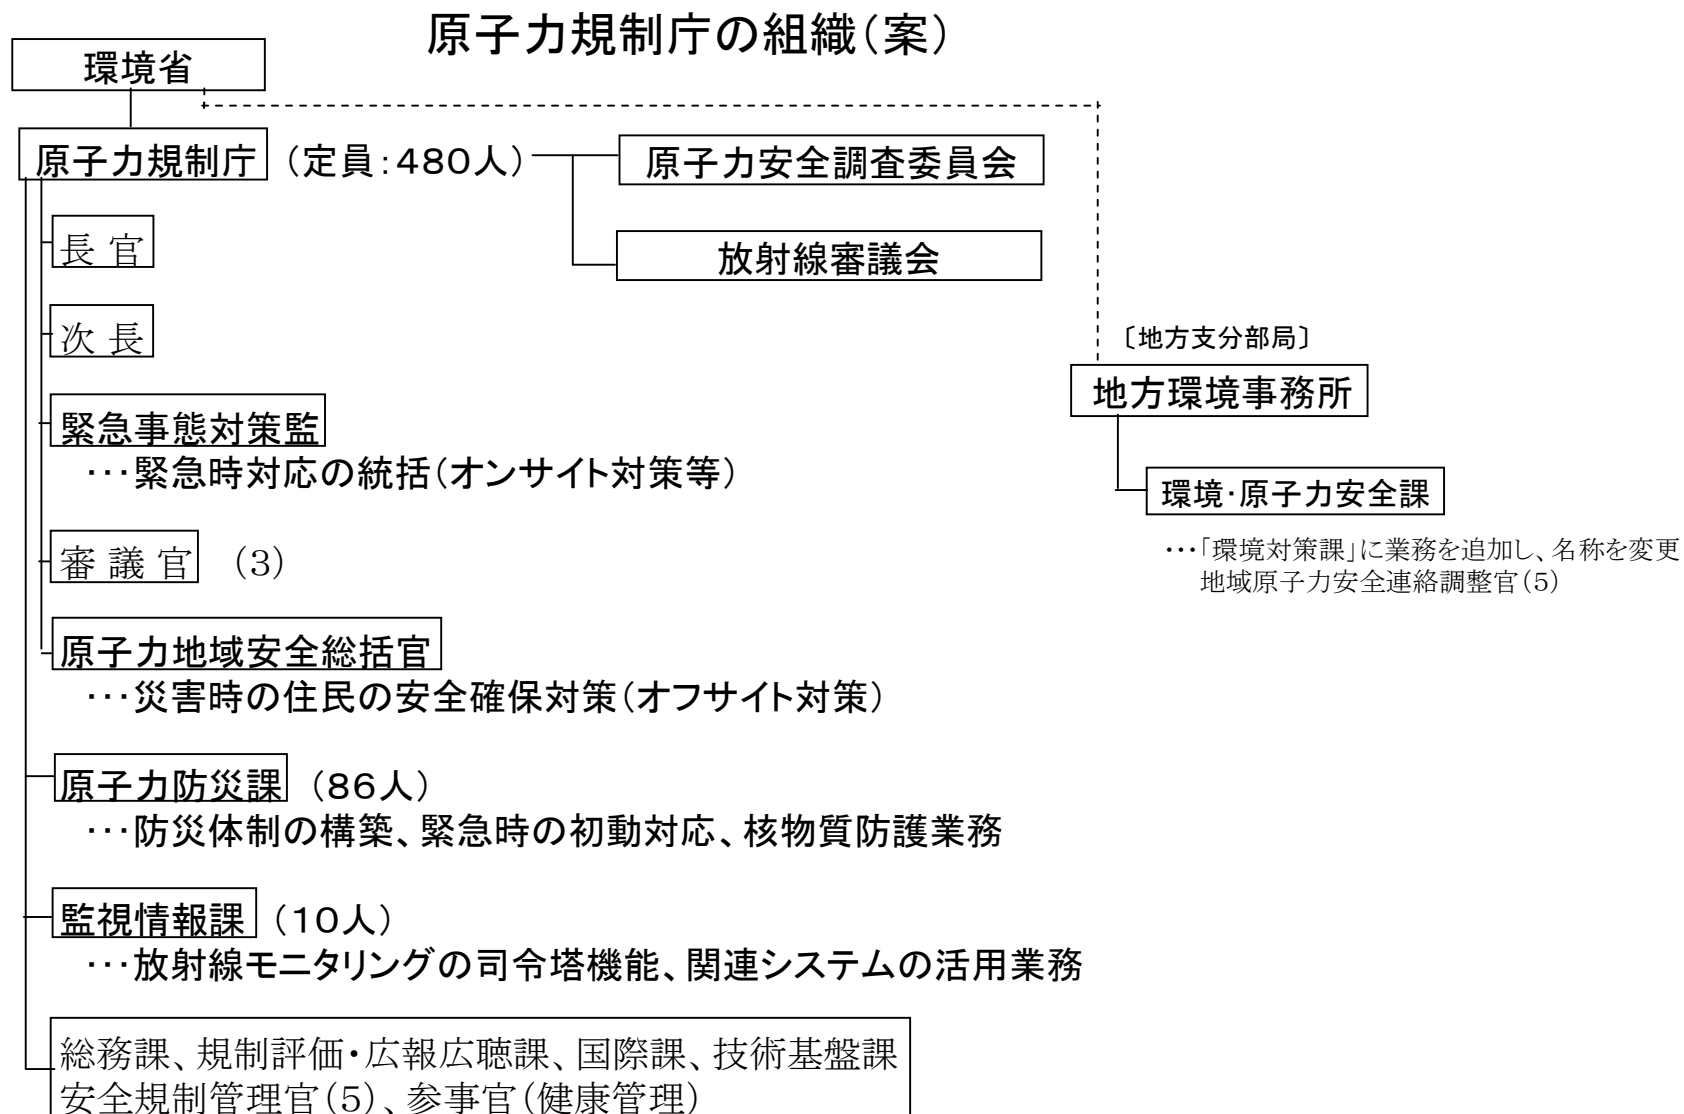 原子力規制庁の組織(案)
環境省
原子力規制庁 (定員:480人)
原子力安全調査委員会
放射線審議会
長 官
次 長
〔地方支分部局〕
地方環境事務所
緊急事態対策監
・・・緊急時対応の統括(オンサイト対策等)
環境・原子力安全課
・・・「環境対策課」に業務を追加し、名称を変更
地域原子力安全連絡調整官(5)
審 議 官 (3)
原子力地域安全総括官
・・・災害時の住民の安全確保対策(オフサイト対策)
原子力防災課 (86人)
・・・防災体制の構築、緊急時の初動対応、核物質防護業務
監視情報課 (10人)
・・・放射線モニタリングの司令塔機能、関連システムの活用業務
総務課、規制評価・広報広聴課、国際課、技術基盤課
安全規制管理官(5)、参事官(健康管理)